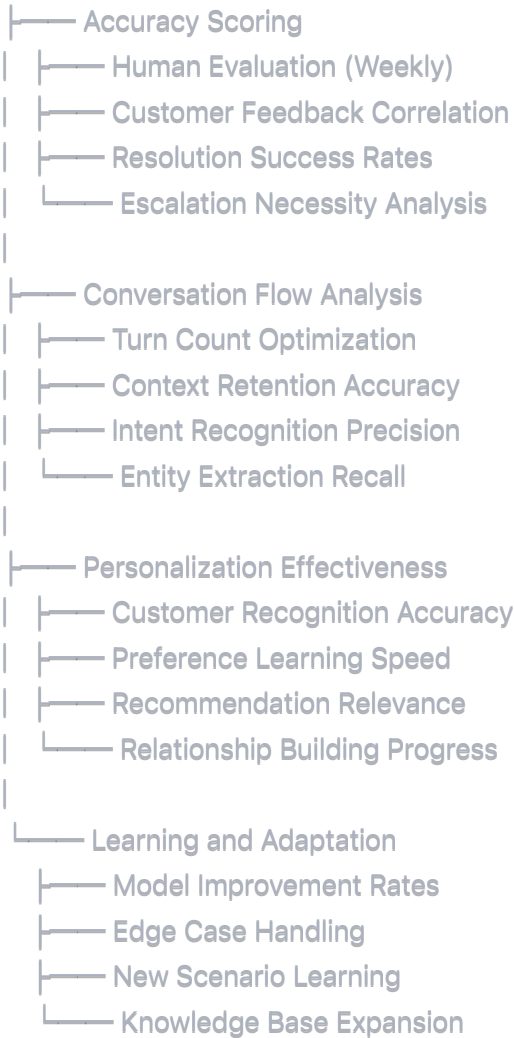 ├─── Accuracy Scoring
│ ├─── Human Evaluation (Weekly)
│ ├─── Customer Feedback Correlation
│ ├─── Resolution Success Rates
│ └─── Escalation Necessity Analysis
│
├─── Conversation Flow Analysis
│ ├─── Turn Count Optimization
│ ├─── Context Retention Accuracy
│ ├─── Intent Recognition Precision
│ └─── Entity Extraction Recall
│
├─── Personalization Effectiveness
│ ├─── Customer Recognition Accuracy
│ ├─── Preference Learning Speed
│ ├─── Recommendation Relevance
│ └─── Relationship Building Progress
│
└─── Learning and Adaptation
  ├─── Model Improvement Rates
  ├─── Edge Case Handling
  ├─── New Scenario Learning
  └─── Knowledge Base Expansion